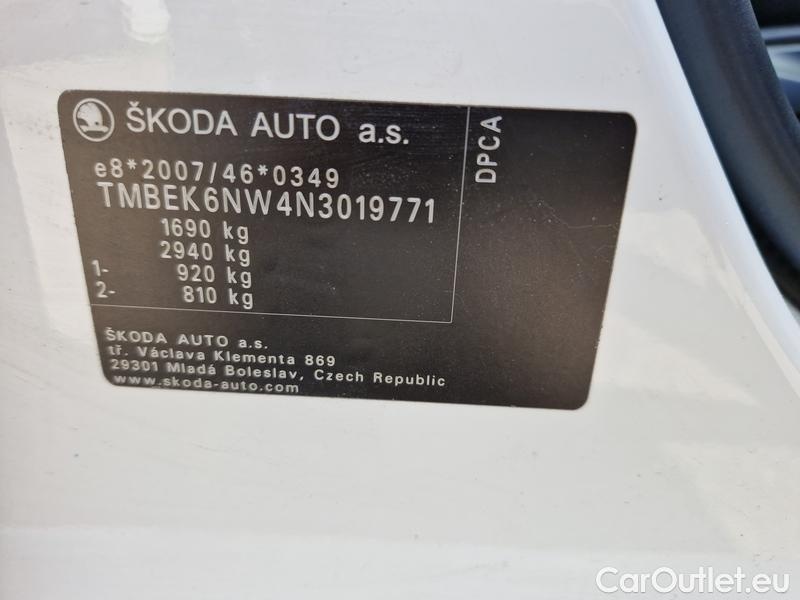 ŠKODA AUTO a.s.
DPCA
e8*2007/46*0349
TMBEK6NW4N3019771
1690 kg
2940 kg
1- 920 kg
2- 810 kg
ŠKODA AUTO a.s.
tř. Václava Klementa 869
29301 Mladá Boleslav, Czech Republic
www.skoda-auto.com
CarOutlet.eu